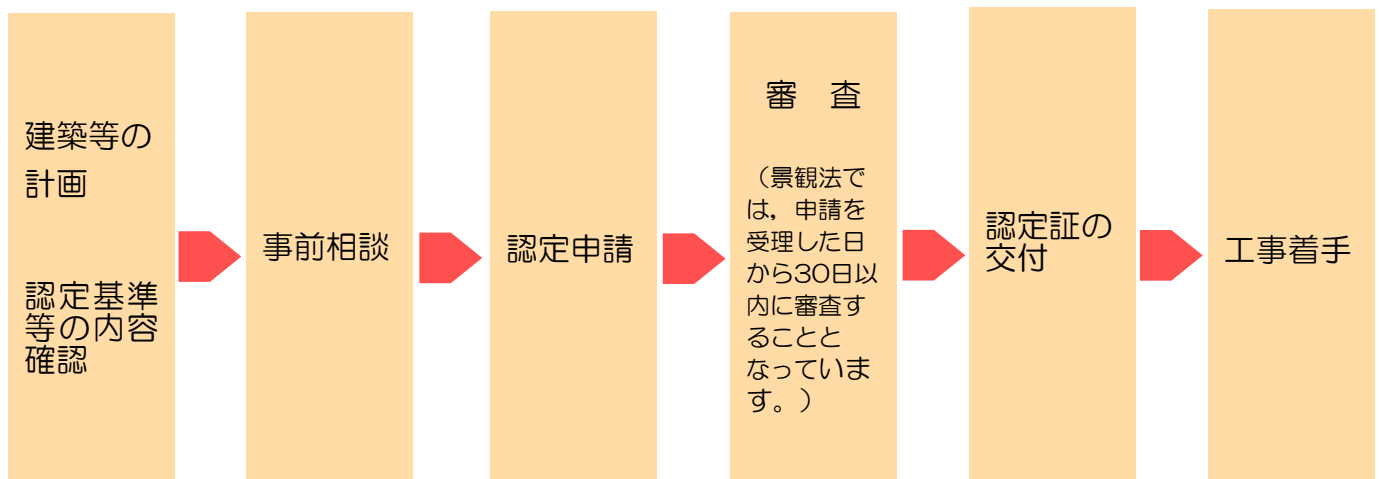 建築等の
計画
認定基準
等の内容
確認
事前相談
認定申請
審　査
（景観法で
は，申請を
受理した日
から30日以
内に審査す
ることと
なっていま
す。）
認定証の
交付
工事着手